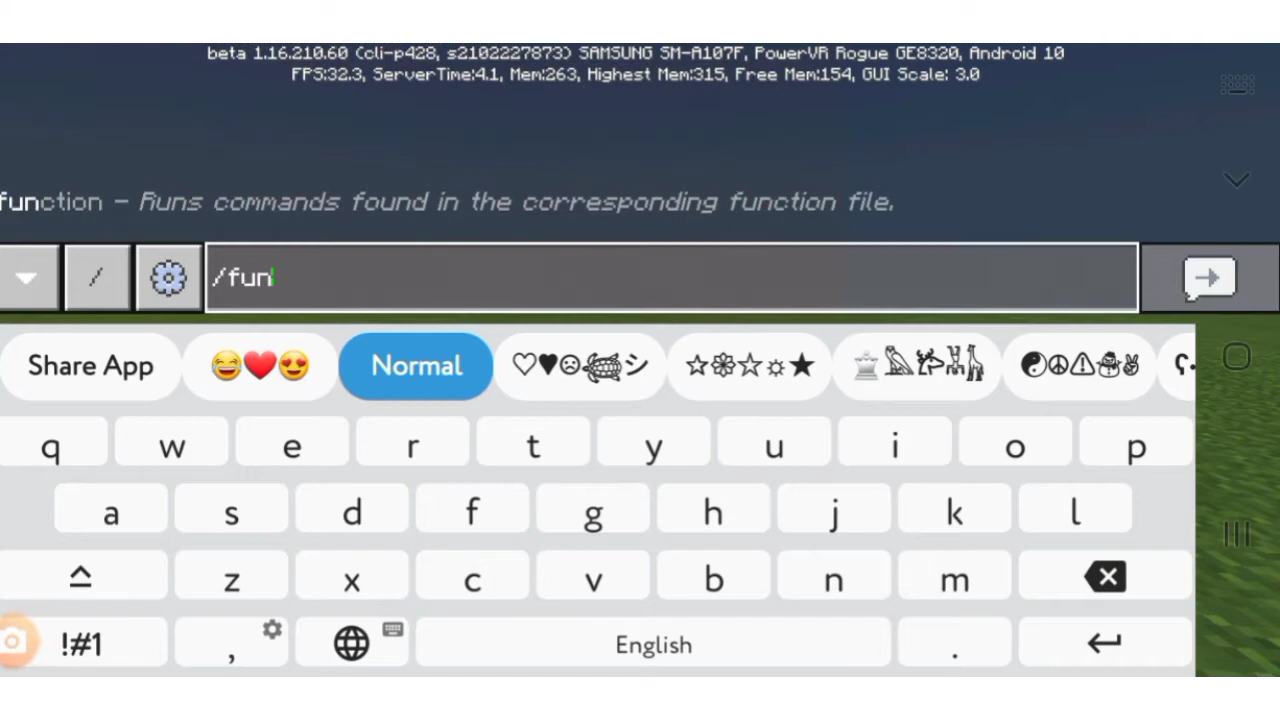 beta 1.16.210.60 (cli-p428, s2102227873) SAMSUNG SM-A107F, PowerVR Rogue GE8320, Android 10
FPS:32.3, ServerTime:4.1, Mem:263, Highest Mem:315, Free Mem:154, GUI Scale: 3.0
function - Runs commands found in the corresponding function file.
/ /fun
Share App 😂❤️😍 Normal
q w e r t y u i o p
a s d f g h j k l
z x c v b n m
!#1 , English .